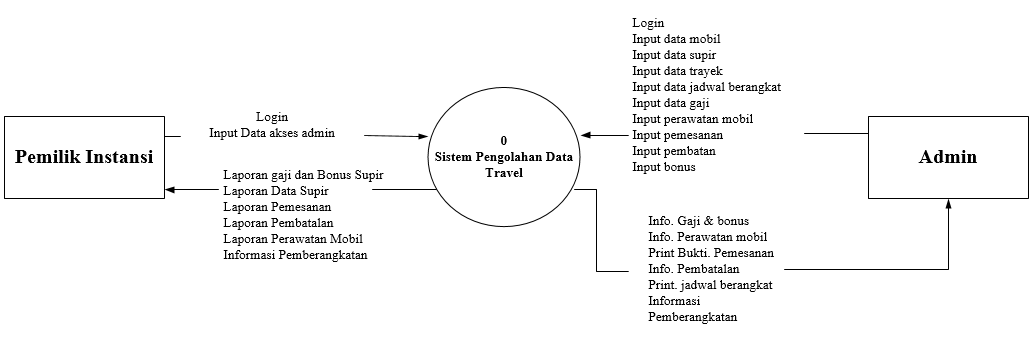 Login
Input data mobil
Input data supir
Input data trayek
Input data jadwal berangkat
Input data gaji
Input perawatan mobil
Input pemesanan
Input pembatan
Input bonus
Login
Input Data akses admin
Pemilik Instansi
0
Sistem Pengolahan Data
Travel
Admin
Laporan gaji dan Bonus Supir
Laporan Data Supir
Laporan Pemesanan
Laporan Pembatalan
Laporan Perawatan Mobil
Informasi Pemberangkatan
Info. Gaji & bonus
Info. Perawatan mobil
Print Bukti. Pemesanan
Info. Pembatalan
Print. jadwal berangkat
Informasi
Pemberangkatan